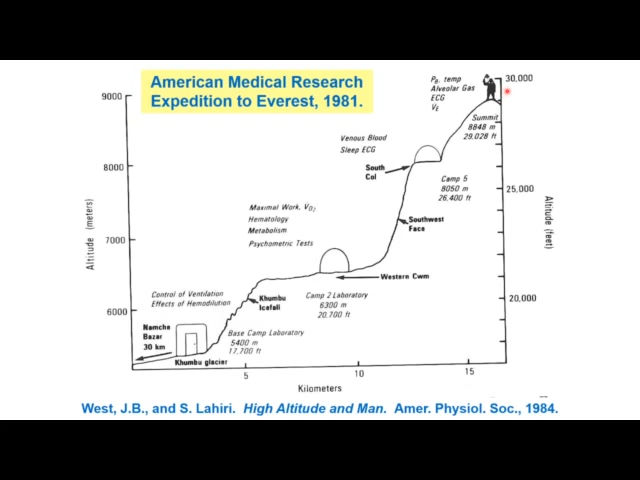 American Medical Research
Expedition to Everest, 1981.
PB, temp
Alveolar Gas
ECG
VE
Summit
8848 m
29.028 ft
Venous Blood
Sleep ECG
South
Col
Camp 5
8050 m
26.400 ft
Maximal Work, VO2
Hematology
Metabolism
Psychometric Tests
Southwest
Face
Western Cwm
Control of Ventilation
Effects of Hemodilution
Khumbu
Icefall
Camp 2 Laboratory
6300 m
20,700 ft
Namche
Bazar
30 km
Base Camp Laboratory
5400 m
17,700 ft
Khumbu glacier
9000
8000
7000
6000
Altitude (meters)
30,000
25,000
20,000
Altitude (feet)
5
10
15
Kilometers
West, J.B., and S. Lahiri. High Altitude and Man. Amer. Physiol. Soc., 1984.